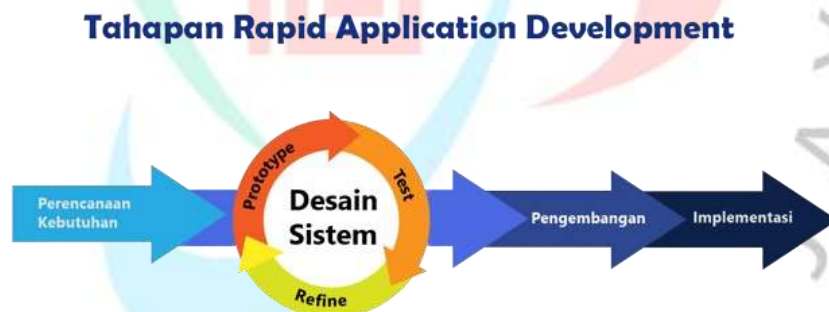 Tahapan Rapid Application Development
Perencanaan
Kebutuhan
Prototype
Test
Refine
Desain
Sistem
Pengembangan
Implementasi